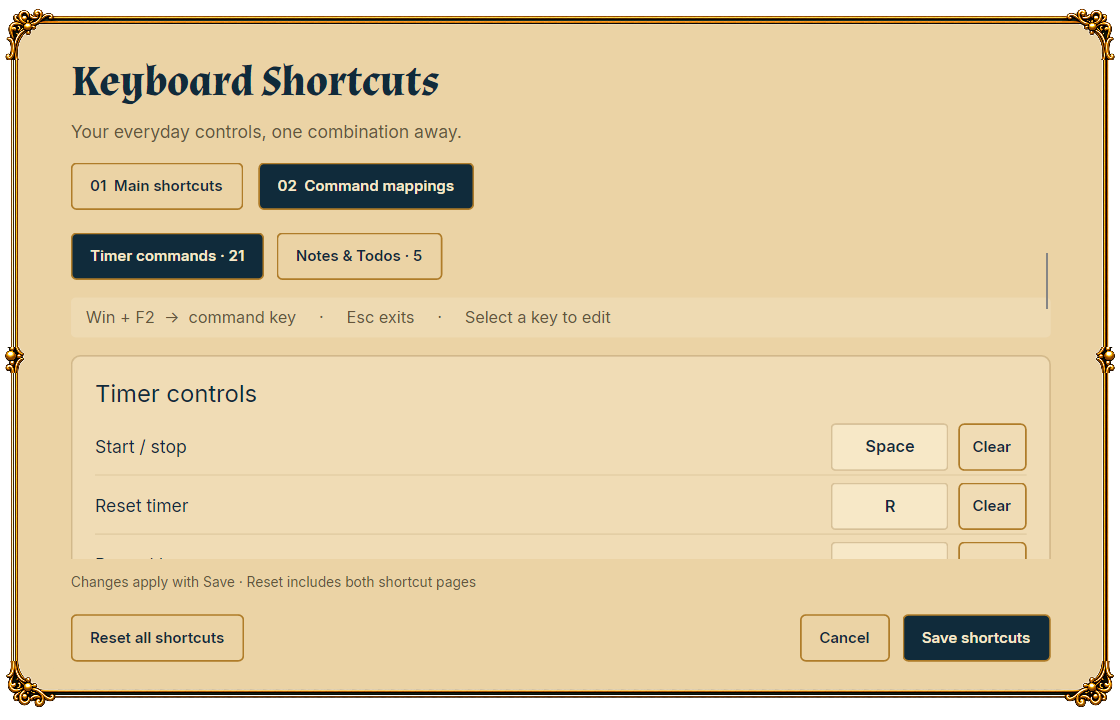 Keyboard Shortcuts
Your everyday controls, one combination away.
01 Main shortcuts
02 Command mappings
Timer commands · 21
Notes & Todos · 5
Win + F2 → command key · Esc exits · Select a key to edit
Timer controls
Start / stop
Space
Clear
Reset timer
R
Clear
Changes apply with Save · Reset includes both shortcut pages
Reset all shortcuts
Cancel
Save shortcuts